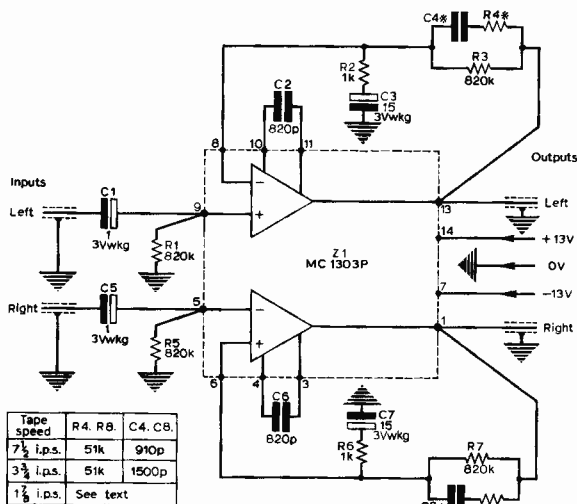 C4* R4*
R3
820k
R2
1k
C3
15
3Vwkg
C2
820p
10 11
8
Inputs
Outputs
Left
C1
1
3Vwkg
9
R1
820k
−
+
13
Left
14
+13V
Z1
MC 1303P
0V
7
−13V
Right
C5
1
3Vwkg
5
R5
820k
−
+
1
Right
6 4 3
C6
820p
C7
15
3Vwkg
R6
1k
R7
820k
Tape speed R4. R8. C4. C8.
7½ i.p.s. 51k 910p
3¾ i.p.s. 51k 1500p
1⅞ i.p.s. See text